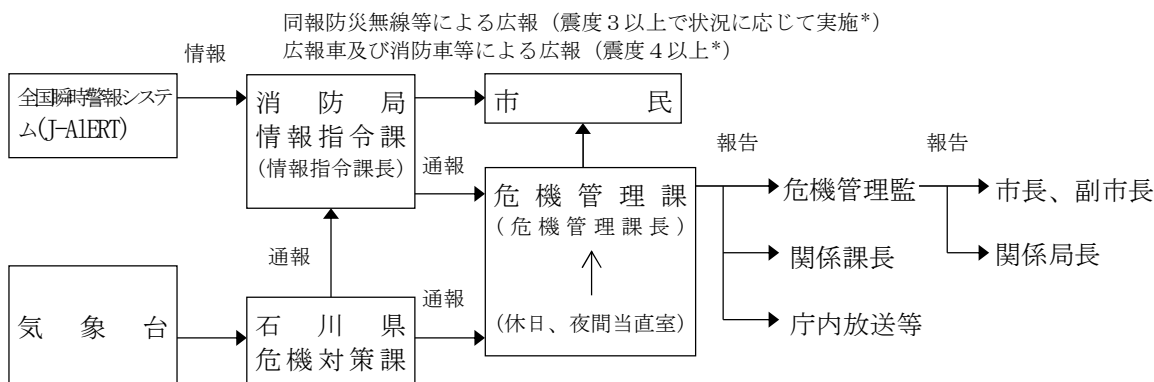 同報防災無線等による広報（震度３以上で状況に応じて実施*）
広報車及び消防車等による広報（震度４以上*）
情報
全国瞬時警報システ
ム(J-AlERT)
消防局
情報指令課
(情報指令課長)
市民
通報
報告
報告
危機管理課
(危機管理課長)
危機管理監
市長、副市長
通報
関係課長
関係局長
気象台
石川県
危機対策課
通報
(休日、夜間当直室)
庁内放送等